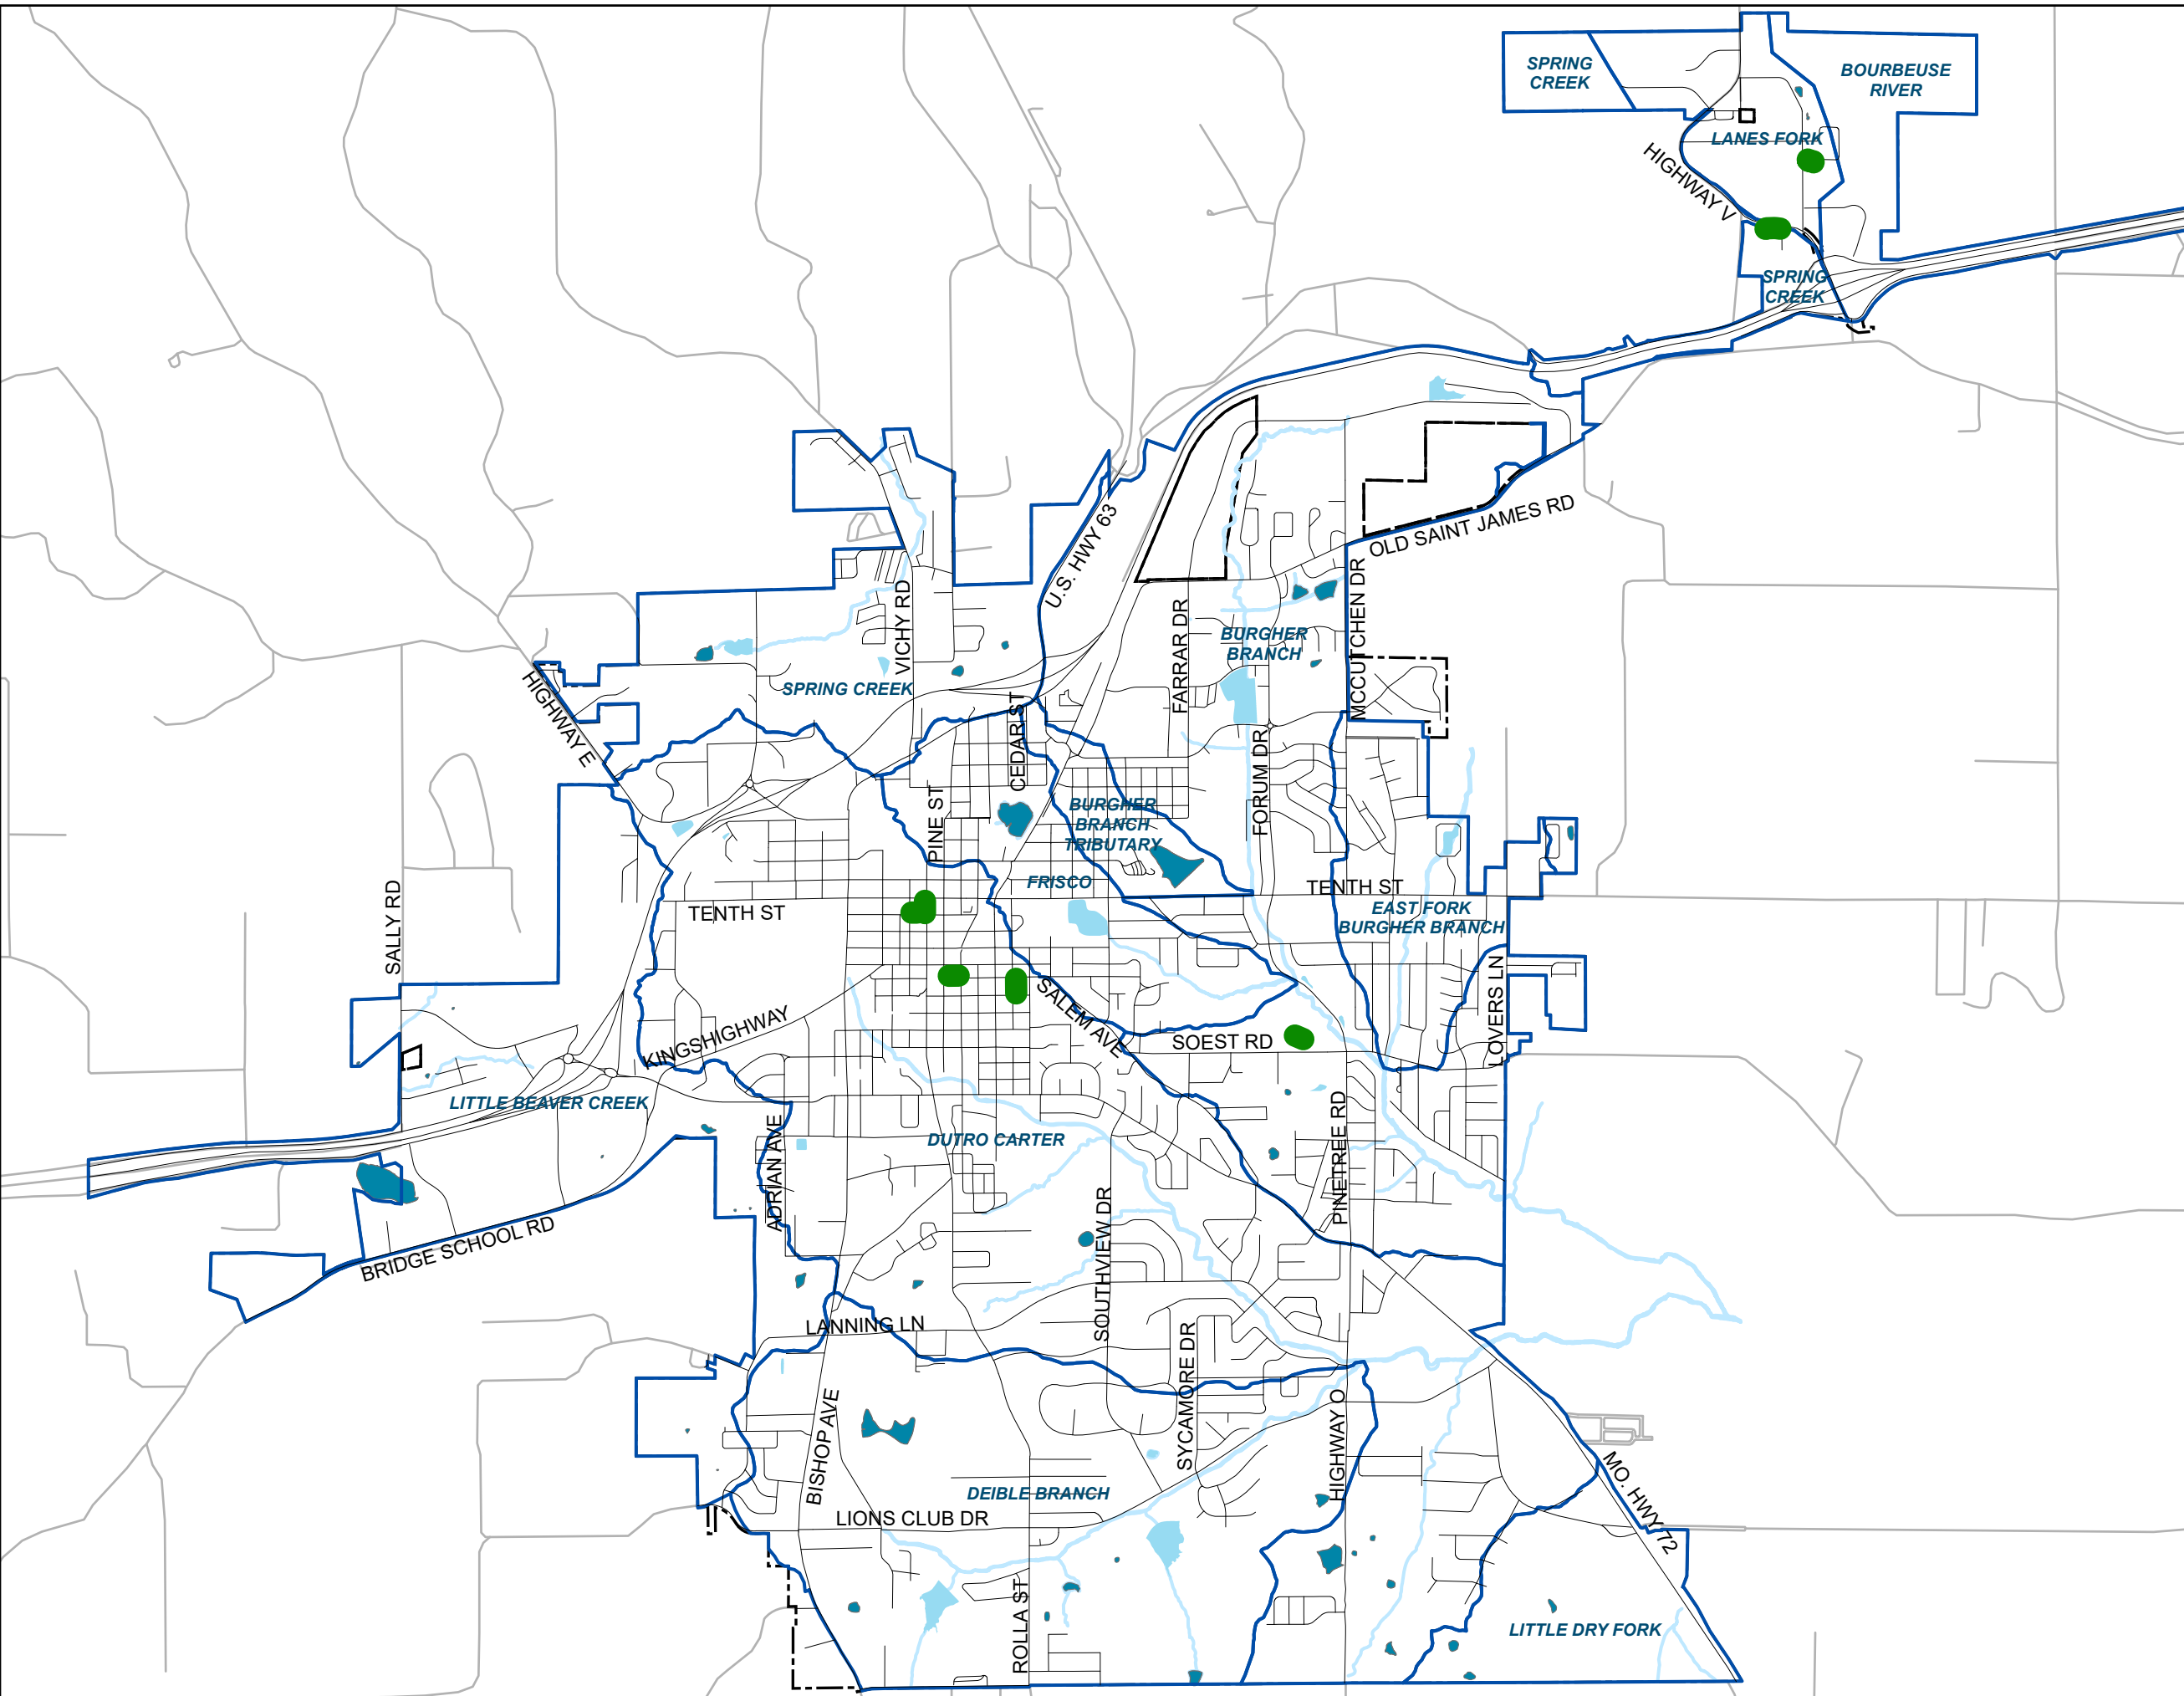 SPRING
CREEK
BOURBEUSE
RIVER
LANES FORK
HIGHWAY V
SPRING
CREEK
OLD SAINT JAMES RD
U.S. HWY 63
VICHY RD
FARRAR DR
MCCUTCHEN DR
BURGHER
BRANCH
SPRING CREEK
HIGHWAY E
CEDAR ST
FORUM DR
PINE ST
BURGHER
BRANCH
TRIBUTARY
FRISCO
TENTH ST
TENTH ST
EAST FORK
BURGHER BRANCH
SALLY RD
LOVERS LN
KINGSHIGHWAY
SALEM AVE
SOEST RD
LITTLE BEAVER CREEK
DUTRO CARTER
ADRIAN AVE
PINETREE RD
SOUTHVIEW DR
BRIDGE SCHOOL RD
LANNING LN
SYCAMORE DR
BISHOP AVE
HIGHWAY O
MO. HWY 72
DEIBLE BRANCH
LIONS CLUB DR
ROLLA ST
LITTLE DRY FORK